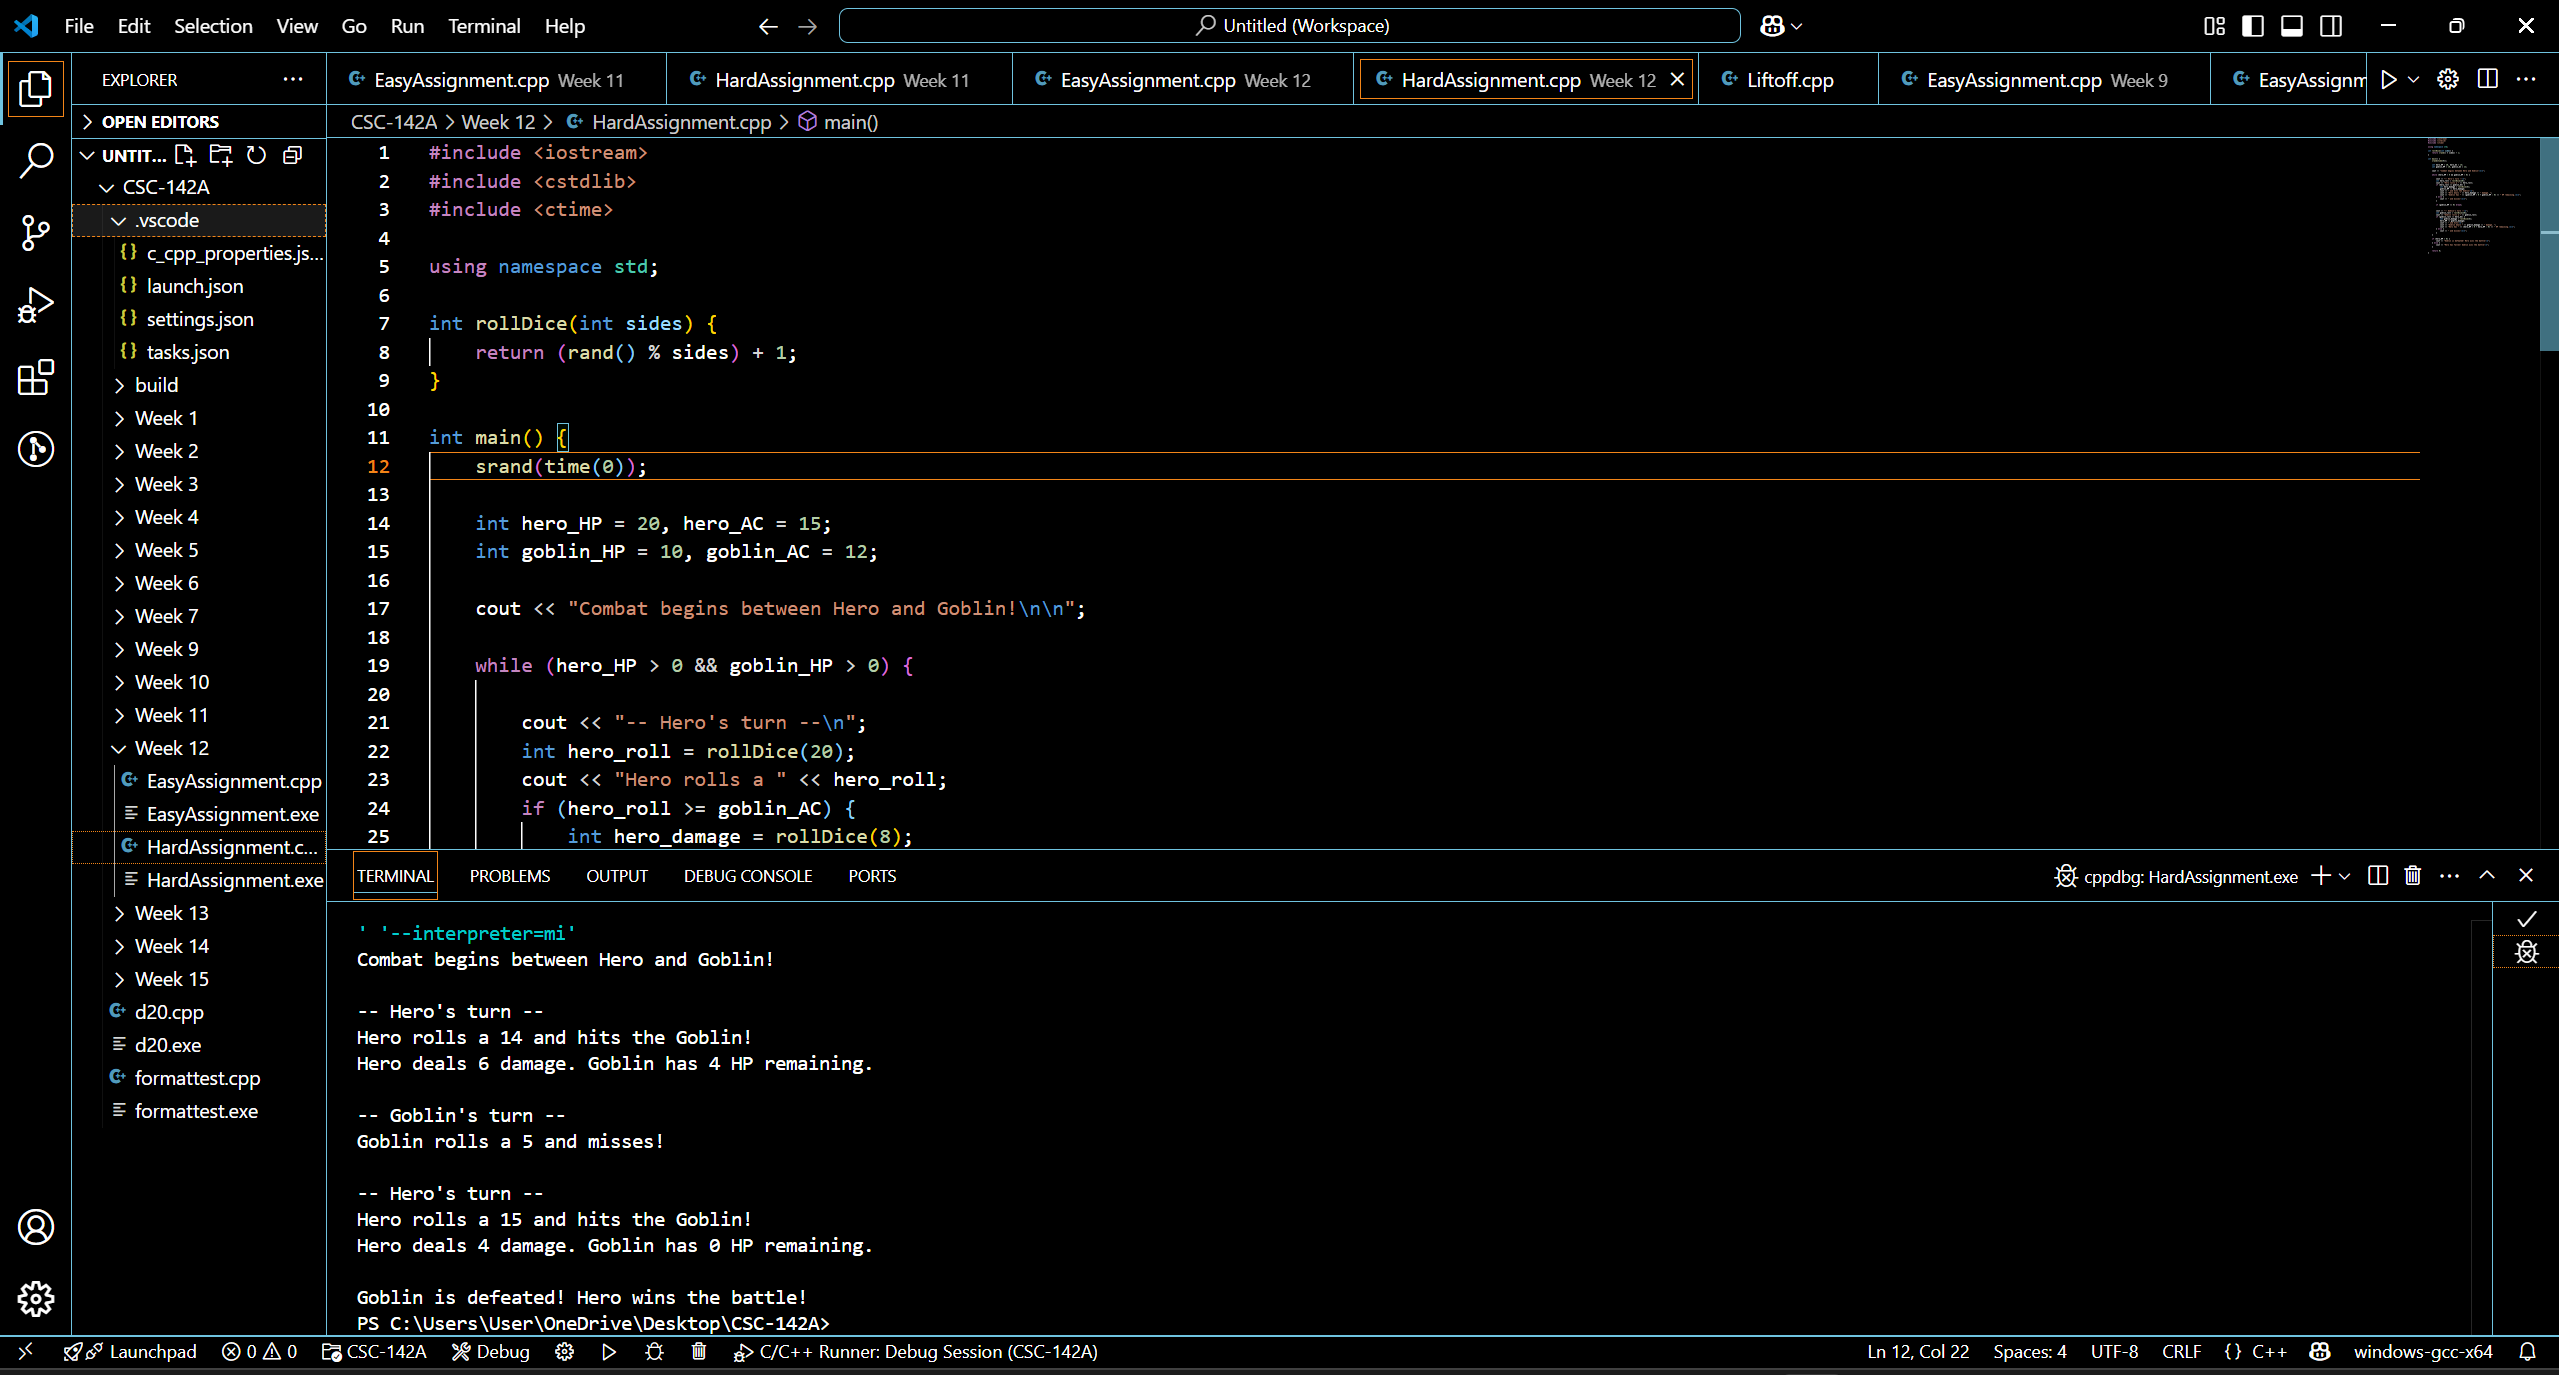 File Edit Selection View Go Run Terminal Help
Untitled (Workspace)
EXPLORER
EasyAssignment.cpp Week 11
HardAssignment.cpp Week 11
EasyAssignment.cpp Week 12
HardAssignment.cpp Week 12
Liftoff.cpp
EasyAssignment.cpp Week 9
EasyAssignm
OPEN EDITORS
UNTIT...
CSC-142A
.vscode
{} c_cpp_properties.js...
{} launch.json
{} settings.json
{} tasks.json
build
Week 1
Week 2
Week 3
Week 4
Week 5
Week 6
Week 7
Week 9
Week 10
Week 11
Week 12
EasyAssignment.cpp
EasyAssignment.exe
HardAssignment.c...
HardAssignment.exe
Week 13
Week 14
Week 15
d20.cpp
d20.exe
formattest.cpp
formattest.exe
CSC-142A > Week 12 > HardAssignment.cpp > main()
1 #include <iostream>
2 #include <cstdlib>
3 #include <ctime>
4
5 using namespace std;
6
7 int rollDice(int sides) {
8 return (rand() % sides) + 1;
9 }
10
11 int main() {
12 srand(time(0));
13
14 int hero_HP = 20, hero_AC = 15;
15 int goblin_HP = 10, goblin_AC = 12;
16
17 cout << "Combat begins between Hero and Goblin!\n\n";
18
19 while (hero_HP > 0 && goblin_HP > 0) {
20
21 cout << "-- Hero's turn --\n";
22 int hero_roll = rollDice(20);
23 cout << "Hero rolls a " << hero_roll;
24 if (hero_roll >= goblin_AC) {
25 int hero_damage = rollDice(8);
TERMINAL PROBLEMS OUTPUT DEBUG CONSOLE PORTS
cppdbg: HardAssignment.exe
' '--interpreter=mi'
Combat begins between Hero and Goblin!
-- Hero's turn --
Hero rolls a 14 and hits the Goblin!
Hero deals 6 damage. Goblin has 4 HP remaining.
-- Goblin's turn --
Goblin rolls a 5 and misses!
-- Hero's turn --
Hero rolls a 15 and hits the Goblin!
Hero deals 4 damage. Goblin has 0 HP remaining.
Goblin is defeated! Hero wins the battle!
PS C:\Users\User\OneDrive\Desktop\CSC-142A>
Launchpad 0 0 CSC-142A Debug C/C++ Runner: Debug Session (CSC-142A) Ln 12, Col 22 Spaces: 4 UTF-8 CRLF {} C++ windows-gcc-x64